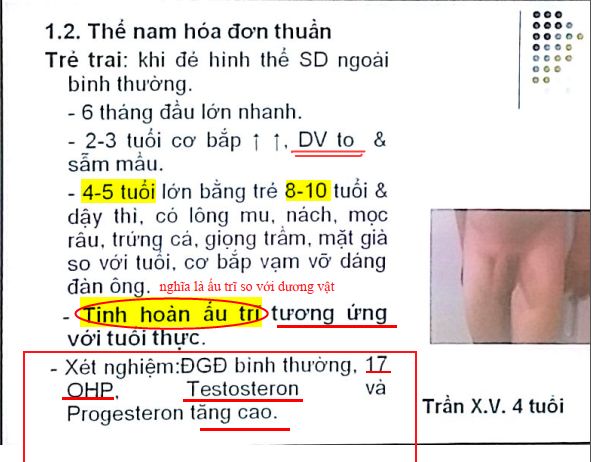 1.2. Thể nam hóa đơn thuần
Trẻ trai: khi đẻ hình thể SD ngoài
bình thường.
- 6 tháng đầu lớn nhanh.
- 2-3 tuổi cơ bắp ↑ ↑, DV to &
sẫm mầu.
- 4-5 tuổi lớn bằng trẻ 8-10 tuổi &
dậy thì, có lông mu, nách, mọc
râu, trứng cá, giọng trầm, mặt già
so với tuổi, cơ bắp vạm vỡ dáng
đàn ông. nghĩa là ấu trĩ so với dương vật
- Tinh hoàn ấu trĩ tương ứng
với tuổi thực.
- Xét nghiệm:ĐGĐ bình thường, 17
OHP, Testosteron và
Progesteron tăng cao.
Trần X.V. 4 tuổi